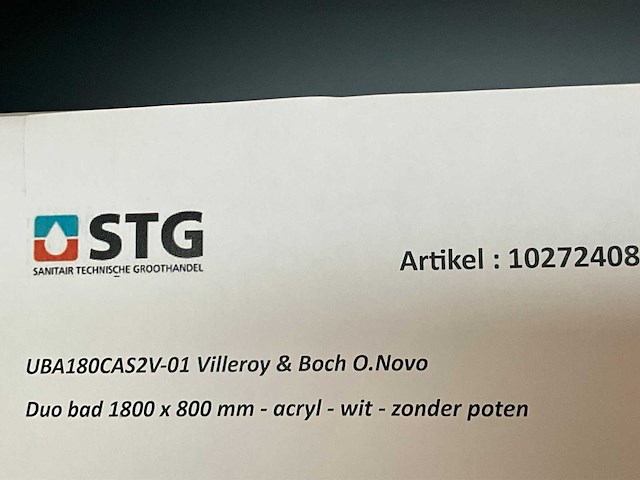 STG
SANITAIR TECHNISCHE GROOTHANDEL
Artikel : 10272408
UBA180CAS2V-01 Villeroy & Boch O.Novo
Duo bad 1800 x 800 mm - acryl - wit - zonder poten